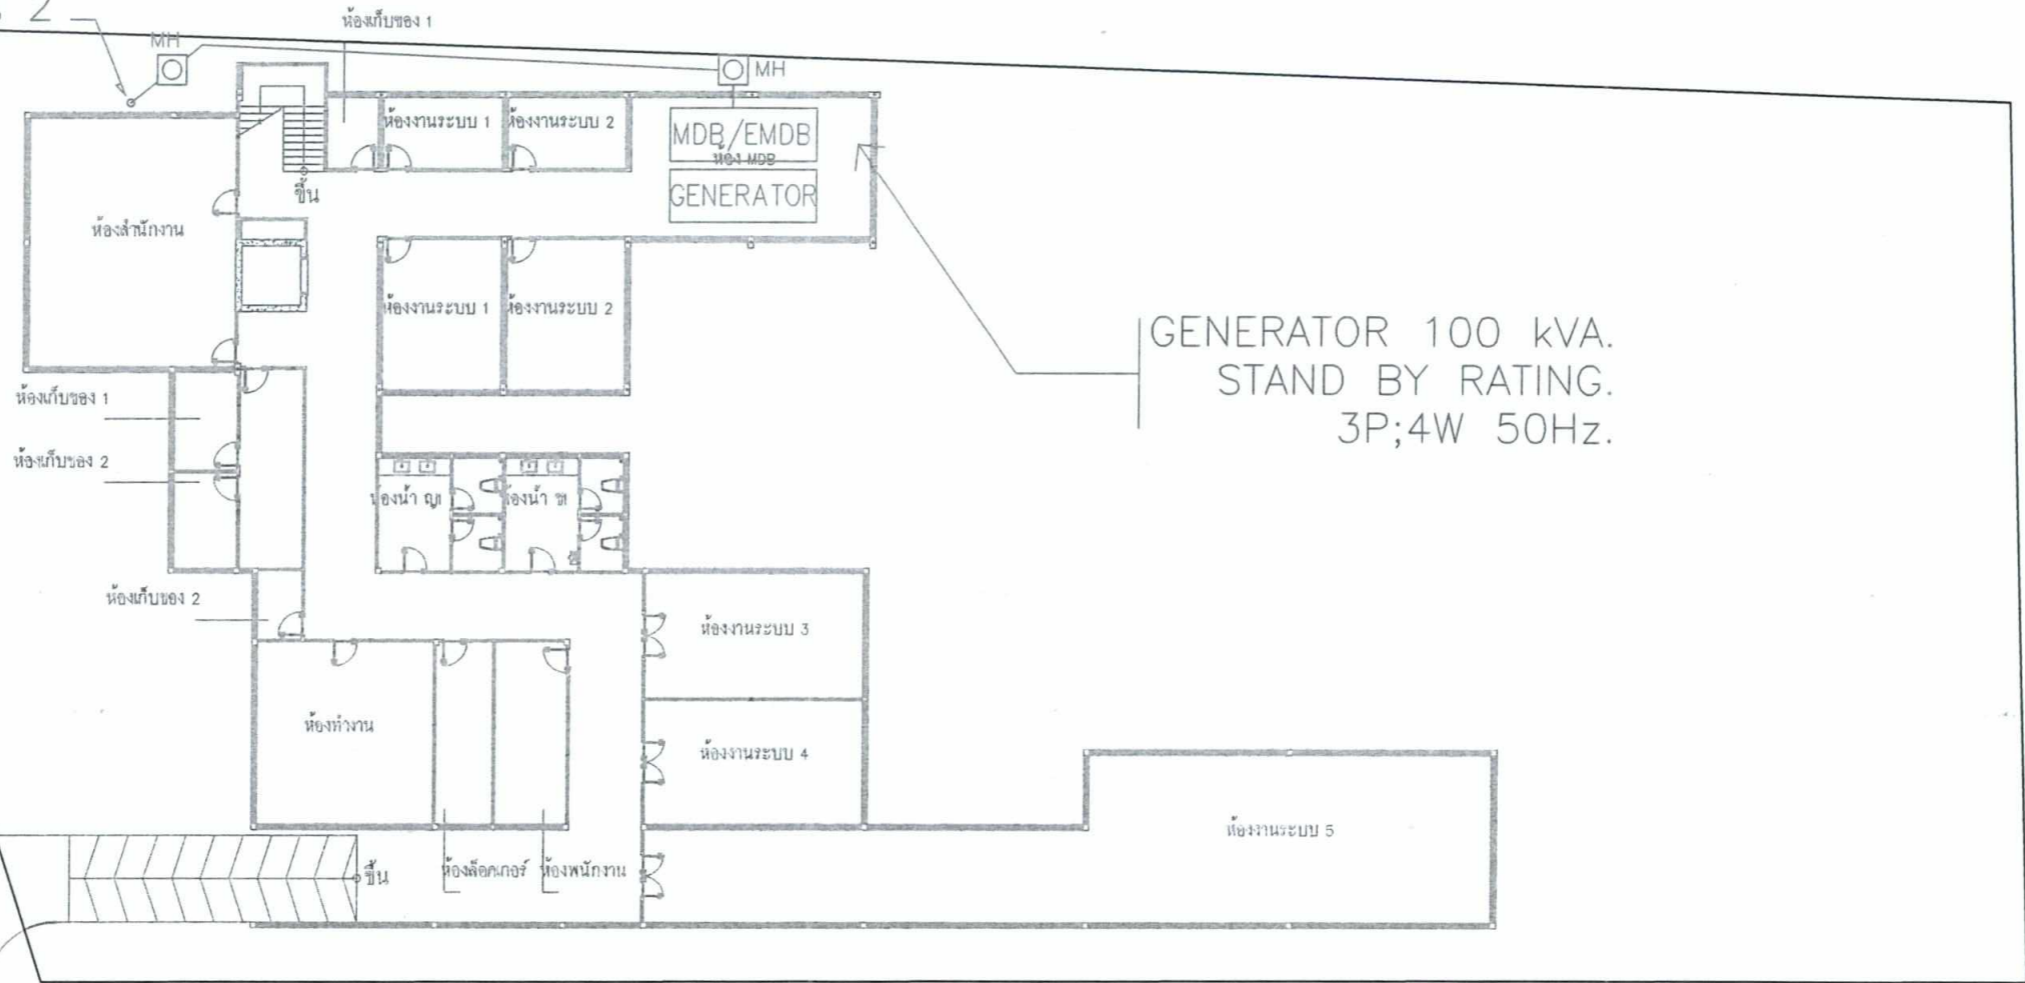 2
ห้องเก็บของ 1
MH
MH
ห้องงานระบบ 1
ห้องงานระบบ 2
MDB/EMDB
ห้อง MDB
GENERATOR
ขึ้น
ห้องสำนักงาน
ห้องงานระบบ 1
ห้องงานระบบ 2
GENERATOR 100 kVA.
STAND BY RATING.
3P;4W 50Hz.
ห้องเก็บของ 1
ห้องเก็บของ 2
ห้องน้ำ ญ
ห้องน้ำ ช
ห้องเก็บของ 2
ห้องงานระบบ 3
ห้องทำงาน
ห้องงานระบบ 4
ห้องงานระบบ 5
ขึ้น
ห้องล็อคเกอร์
ห้องพนักงาน